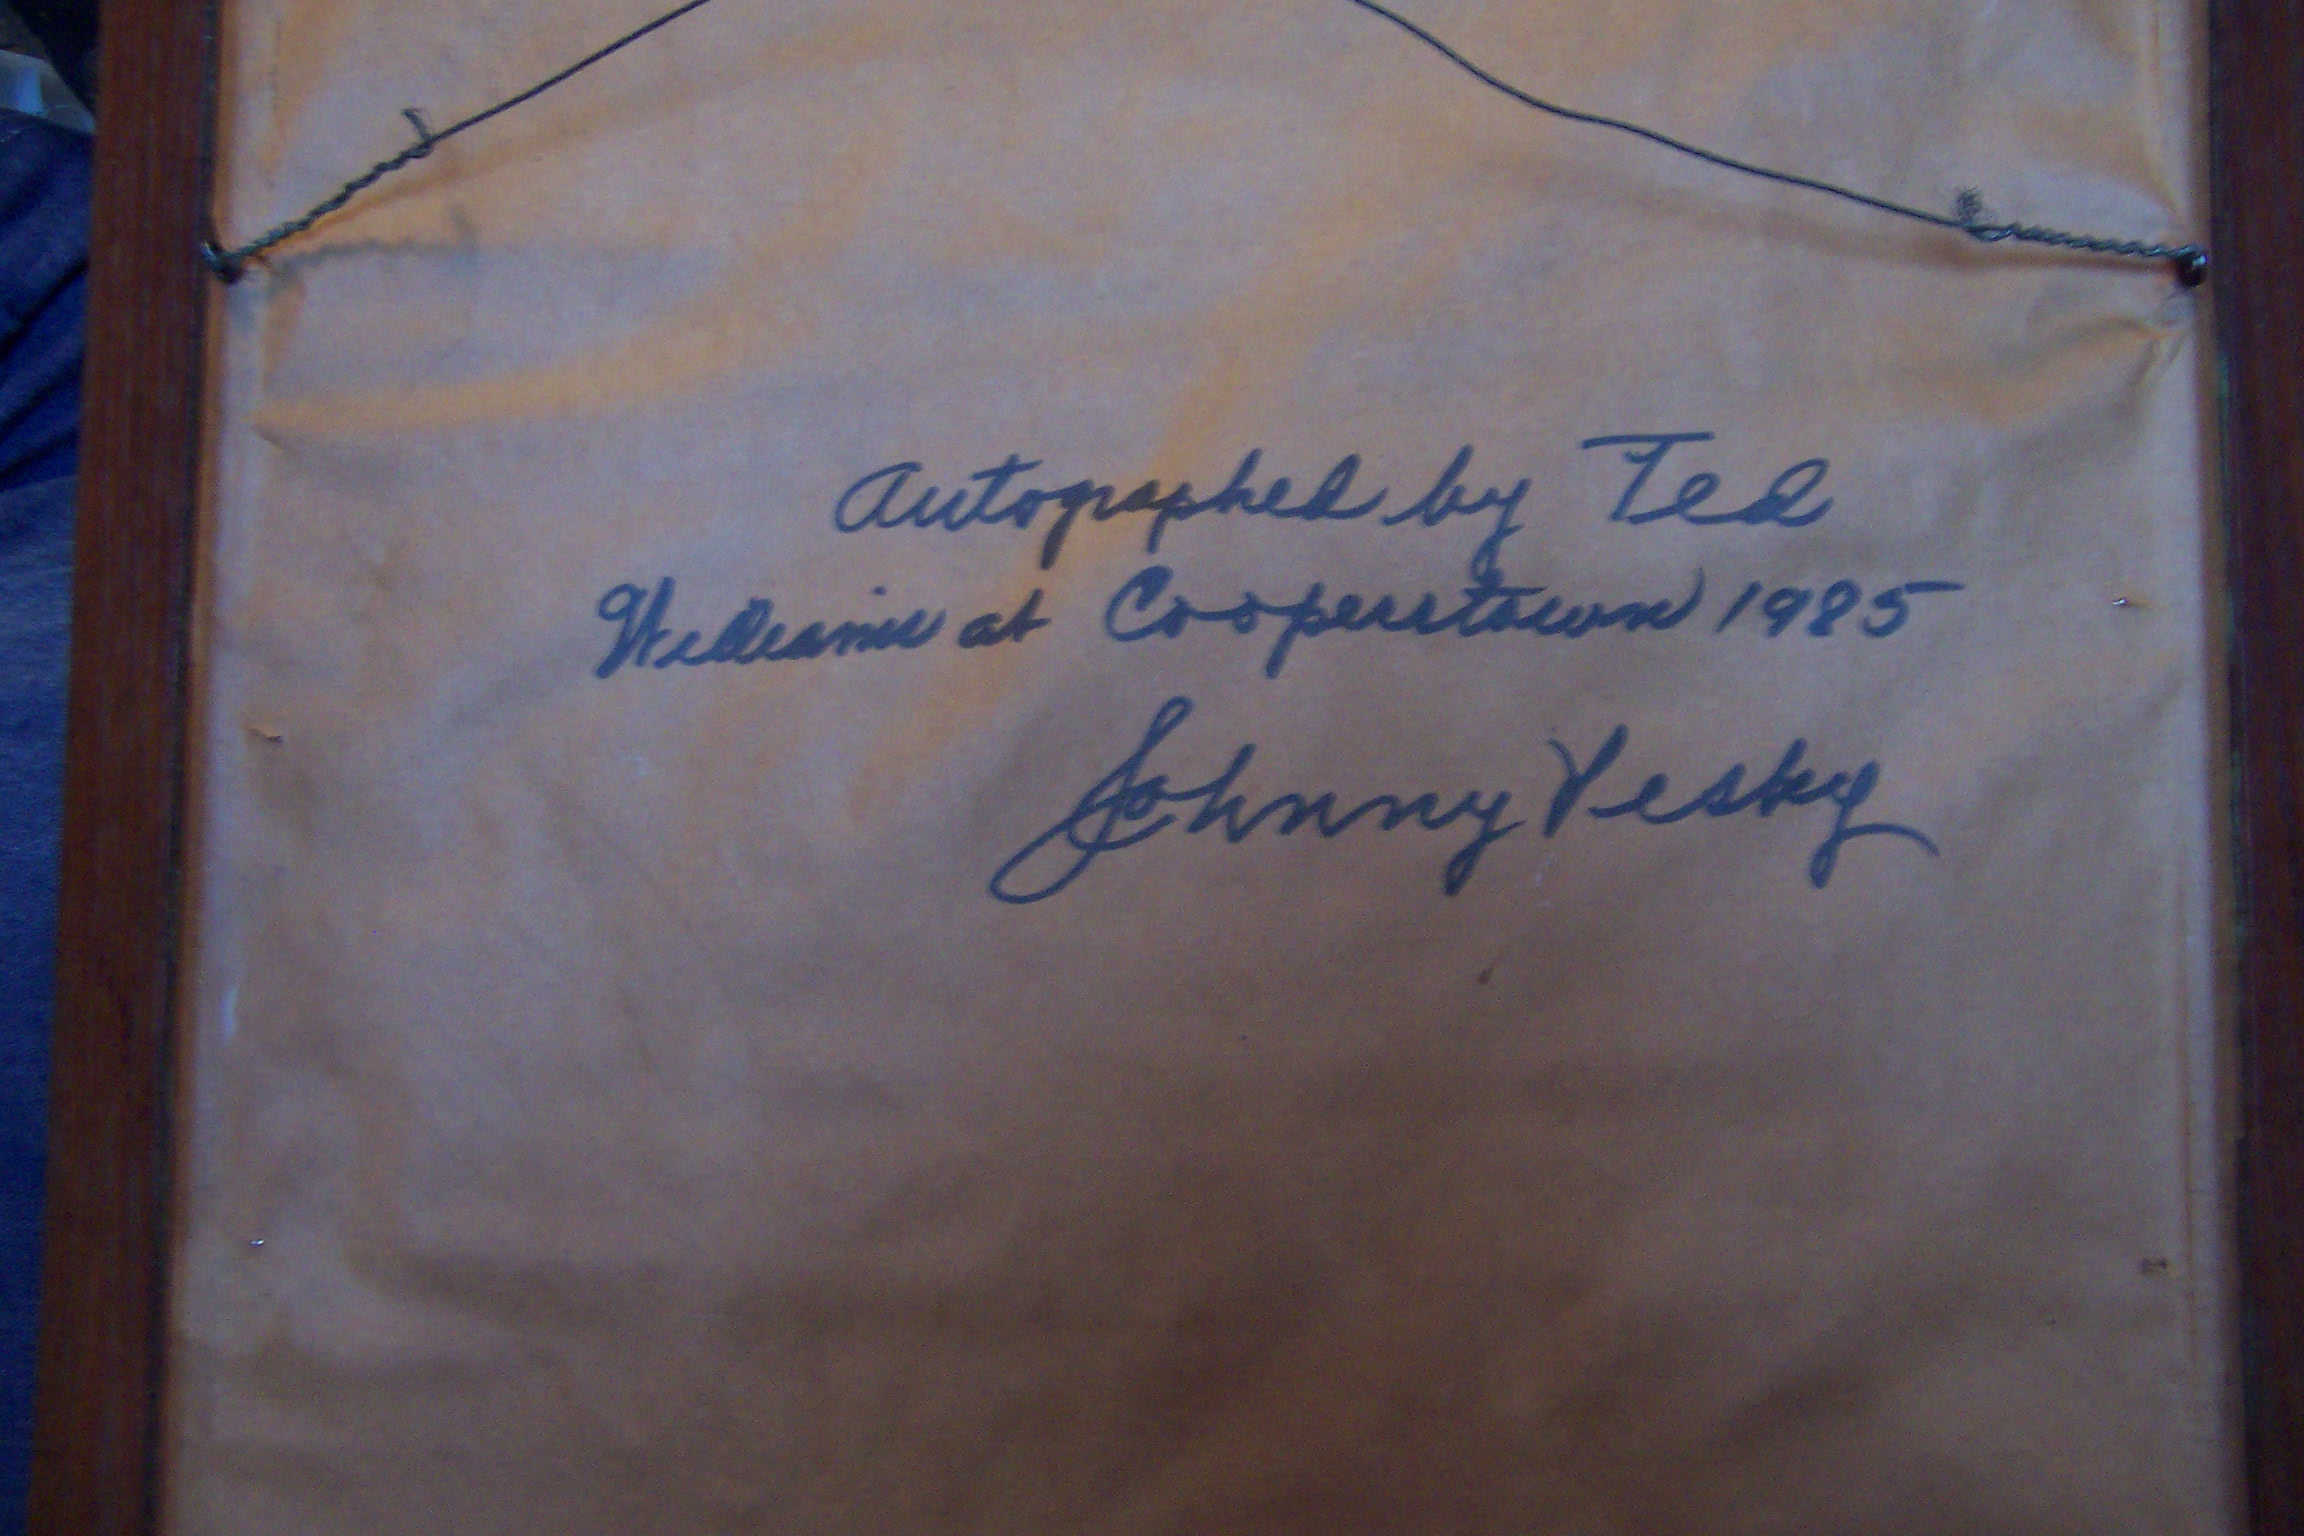 Autographed by Ted
Williams at Cooperstown 1985
Johnny Pesky